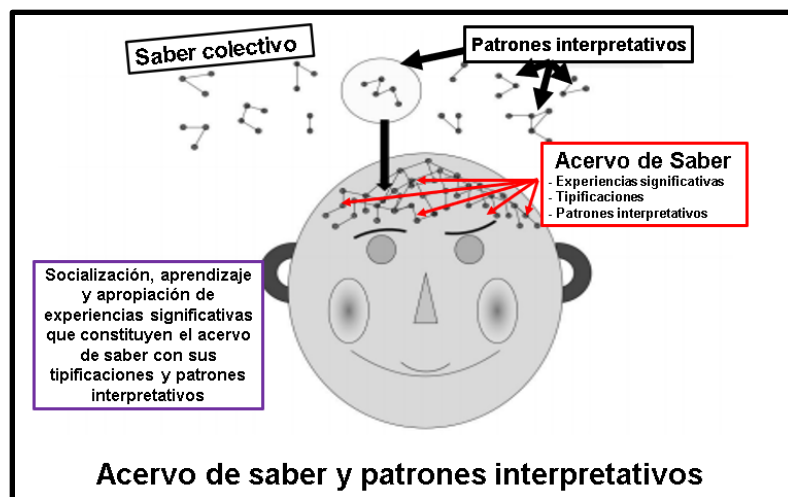 Saber colectivo
Patrones interpretativos
Acervo de Saber
- Experiencias significativas
- Tipificaciones
- Patrones interpretativos
Socialización, aprendizaje
y apropiación de
experiencias significativas
que constituyen el acervo
de saber con sus
tipificaciones y patrones
interpretativos
Acervo de saber y patrones interpretativos